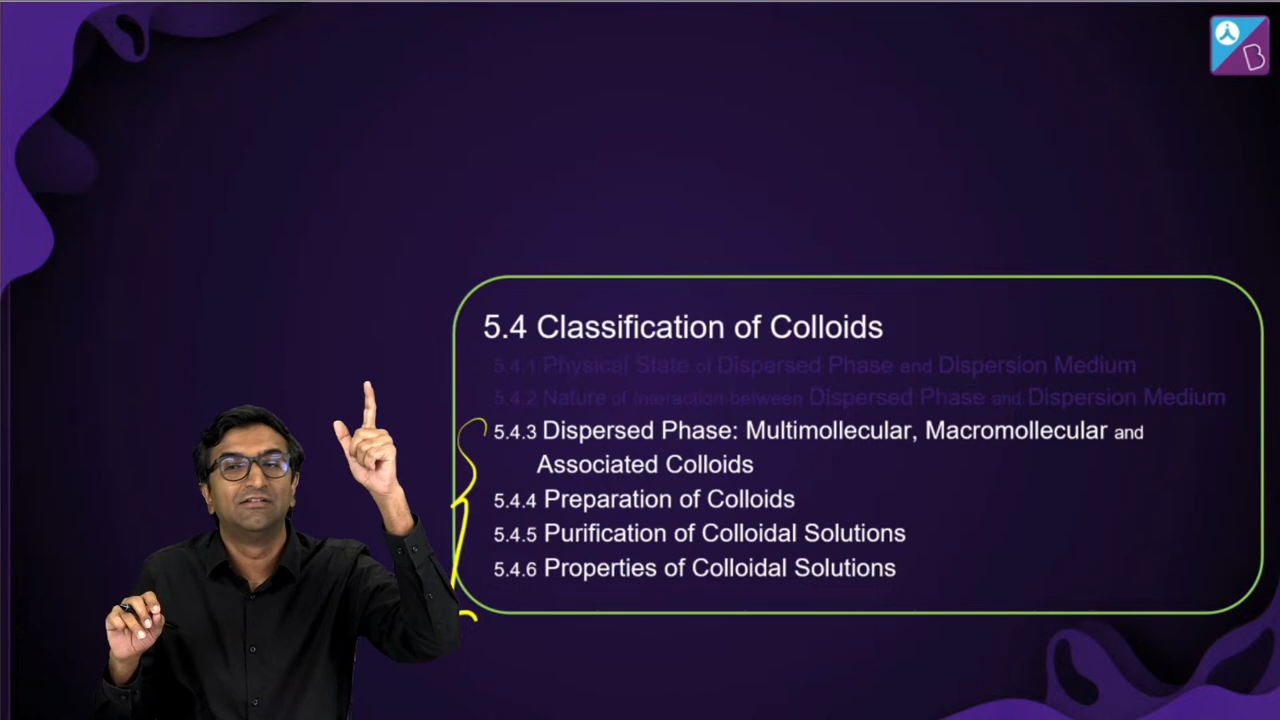 5.4 Classification of Colloids
5.4.1 Physical State of Dispersed Phase and Dispersion Medium
5.4.2 Nature of Interaction between Dispersed Phase and Dispersion Medium
5.4.3 Dispersed Phase: Multimollecular, Macromollecular and
Associated Colloids
5.4.4 Preparation of Colloids
5.4.5 Purification of Colloidal Solutions
5.4.6 Properties of Colloidal Solutions
B